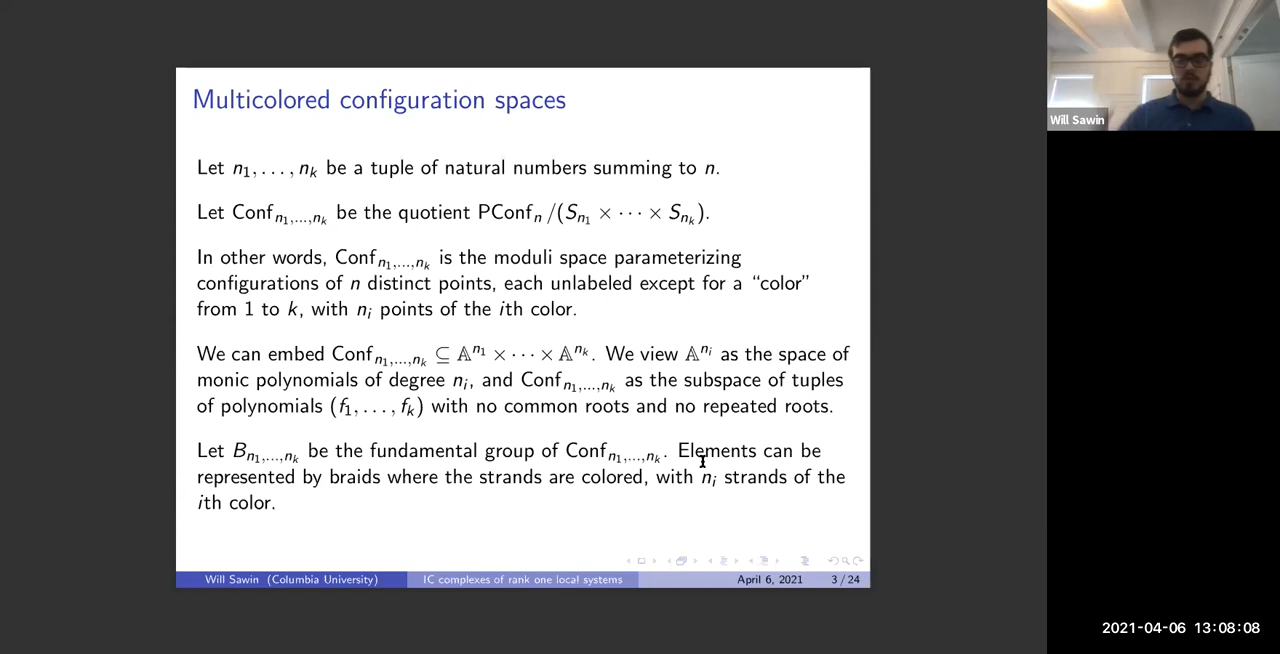 Multicolored configuration spaces
Let n₁, . . . , nₖ be a tuple of natural numbers summing to n.
Let Conf_{n₁,...,nₖ} be the quotient PConfₙ /(S_{n₁} × · · · × S_{nₖ}).
In other words, Conf_{n₁,...,nₖ} is the moduli space parameterizing
configurations of n distinct points, each unlabeled except for a “color”
from 1 to k, with nᵢ points of the ith color.
We can embed Conf_{n₁,...,nₖ} ⊆ 𝔸^{n₁} × · · · × 𝔸^{nₖ}. We view 𝔸^{nᵢ} as the space of
monic polynomials of degree nᵢ, and Conf_{n₁,...,nₖ} as the subspace of tuples
of polynomials (f₁, . . . , fₖ) with no common roots and no repeated roots.
Let B_{n₁,...,nₖ} be the fundamental group of Conf_{n₁,...,nₖ}. Elements can be
represented by braids where the strands are colored, with nᵢ strands of the
ith color.
Will Sawin (Columbia University) IC complexes of rank one local systems April 6, 2021 3 / 24
Will Sawin
2021-04-06 13:08:08